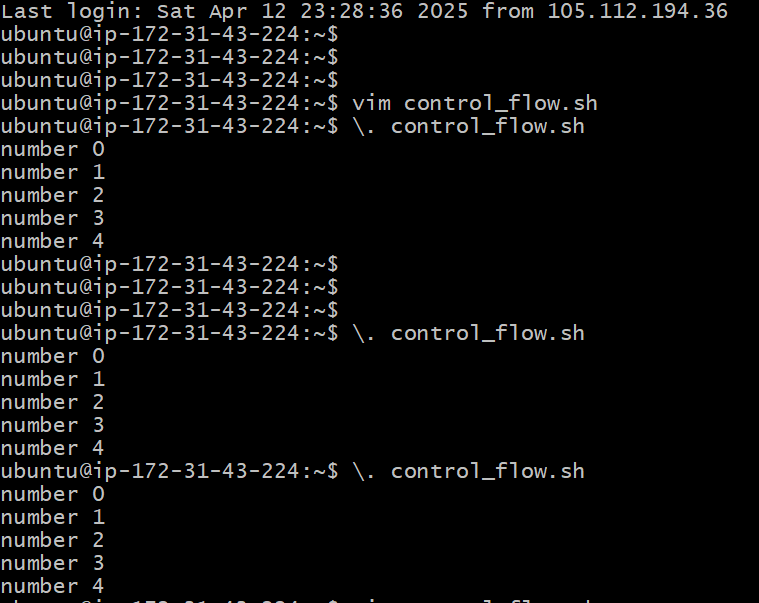 Last login: Sat Apr 12 23:28:36 2025 from 105.112.194.36
ubuntu@ip-172-31-43-224:~$
ubuntu@ip-172-31-43-224:~$
ubuntu@ip-172-31-43-224:~$
ubuntu@ip-172-31-43-224:~$ vim control_flow.sh
ubuntu@ip-172-31-43-224:~$ \. control_flow.sh
number 0
number 1
number 2
number 3
number 4
ubuntu@ip-172-31-43-224:~$
ubuntu@ip-172-31-43-224:~$
ubuntu@ip-172-31-43-224:~$
ubuntu@ip-172-31-43-224:~$ \. control_flow.sh
number 0
number 1
number 2
number 3
number 4
ubuntu@ip-172-31-43-224:~$ \. control_flow.sh
number 0
number 1
number 2
number 3
number 4